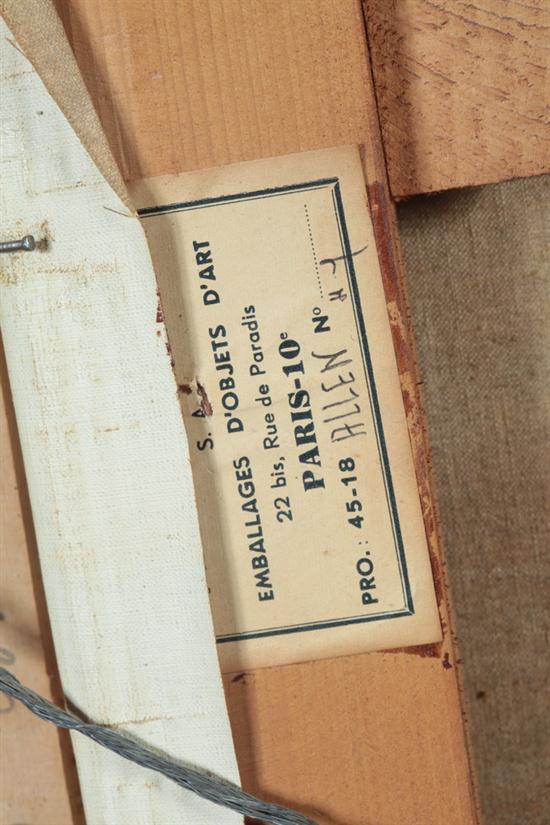 S. A.
EMBALLAGES D'OBJETS D'ART
22 bis, Rue de Paradis
PARIS-10e
PRO.: 45-18 ALLEN No